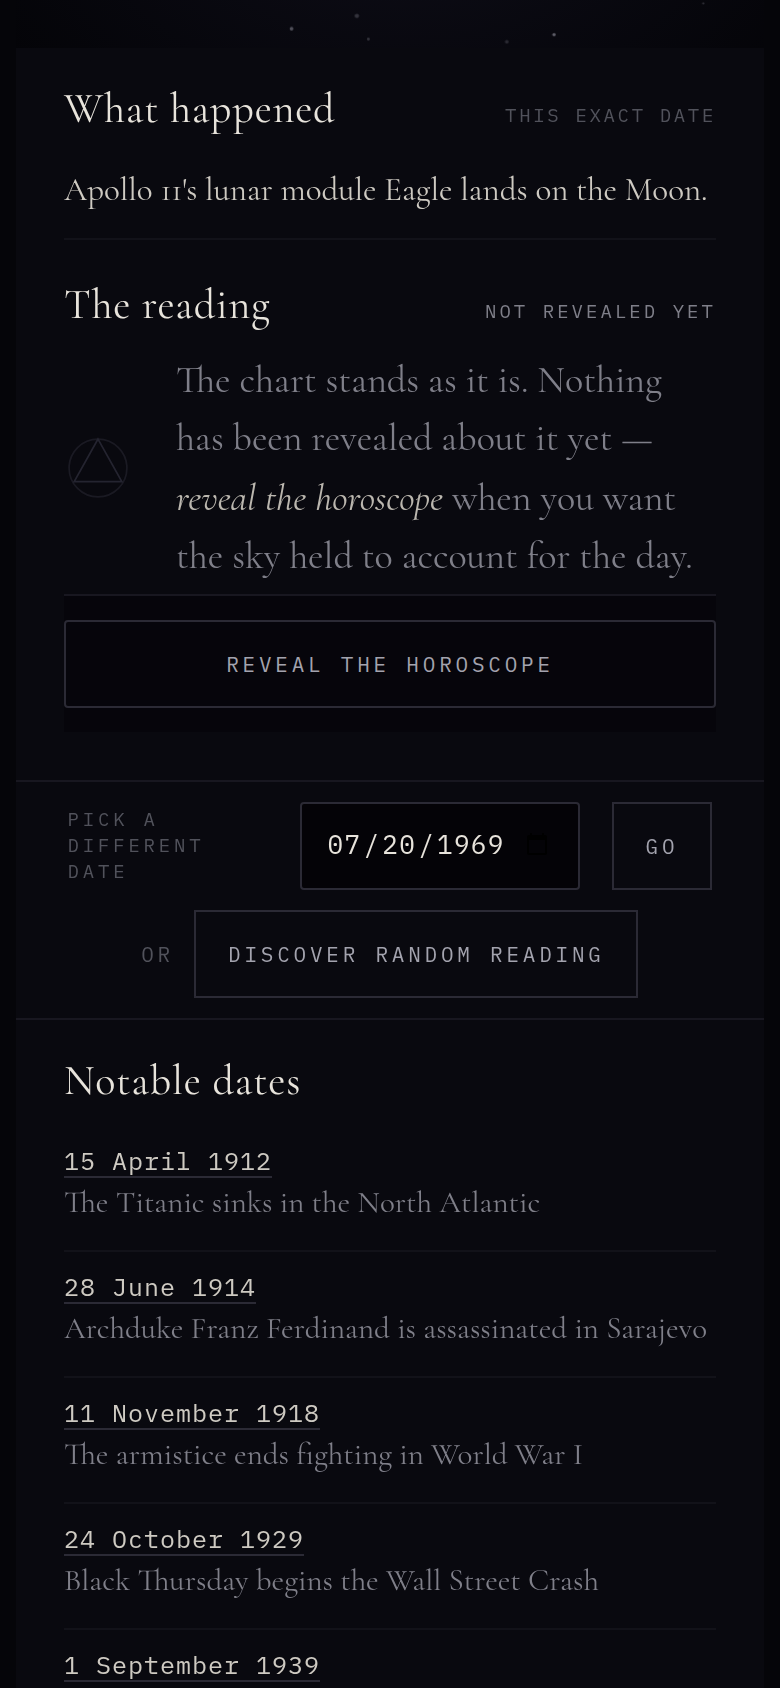 What happened
THIS EXACT DATE
Apollo 11's lunar module Eagle lands on the Moon.
The reading
NOT REVEALED YET
The chart stands as it is. Nothing
has been revealed about it yet —
reveal the horoscope when you want
the sky held to account for the day.
REVEAL THE HOROSCOPE
PICK A
DIFFERENT
DATE
07/20/1969
GO
OR
DISCOVER RANDOM READING
Notable dates
15 April 1912
The Titanic sinks in the North Atlantic
28 June 1914
Archduke Franz Ferdinand is assassinated in Sarajevo
11 November 1918
The armistice ends fighting in World War I
24 October 1929
Black Thursday begins the Wall Street Crash
1 September 1939